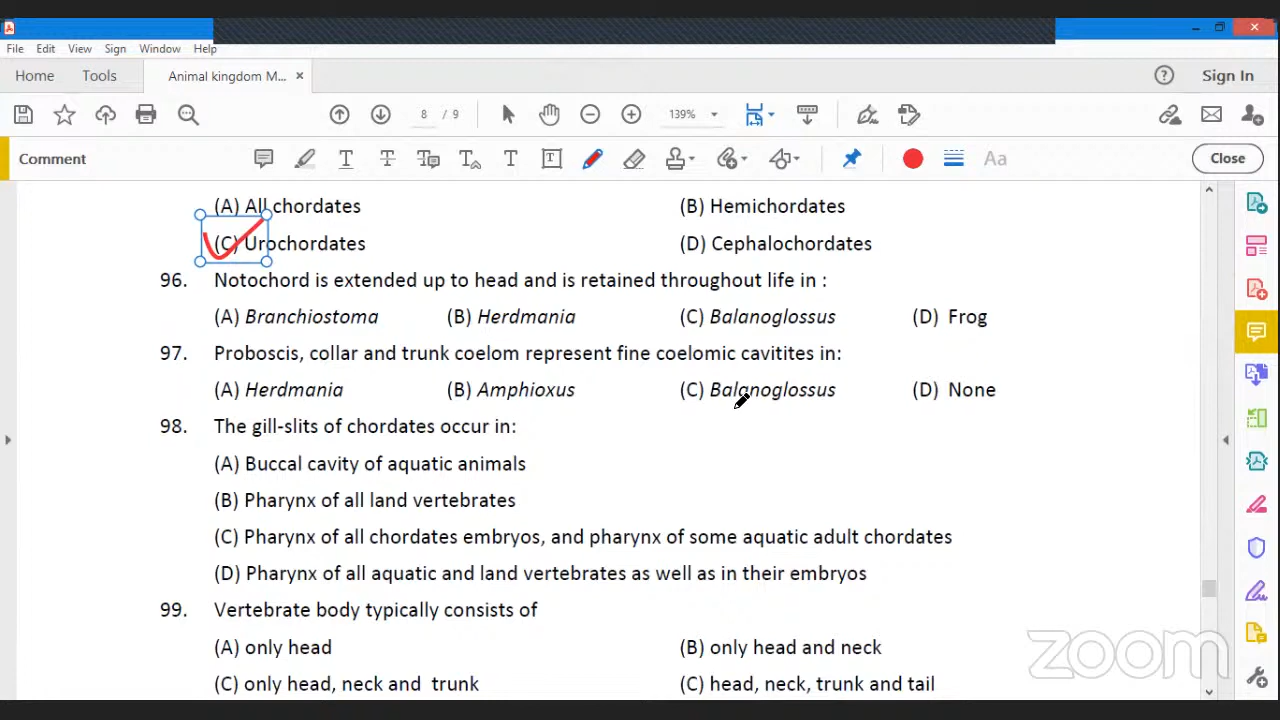 File Edit View Sign Window Help
Home Tools Animal kingdom M... × Sign In
8 / 9 139%
Comment Aa Close
(A) All chordates (B) Hemichordates
(C) Urochordates (D) Cephalochordates
96. Notochord is extended up to head and is retained throughout life in :
(A) Branchiostoma (B) Herdmania (C) Balanoglossus (D) Frog
97. Proboscis, collar and trunk coelom represent fine coelomic cavitites in:
(A) Herdmania (B) Amphioxus (C) Balanoglossus (D) None
98. The gill-slits of chordates occur in:
(A) Buccal cavity of aquatic animals
(B) Pharynx of all land vertebrates
(C) Pharynx of all chordates embryos, and pharynx of some aquatic adult chordates
(D) Pharynx of all aquatic and land vertebrates as well as in their embryos
99. Vertebrate body typically consists of
(A) only head (B) only head and neck
(C) only head, neck and trunk (C) head, neck, trunk and tail
zoom